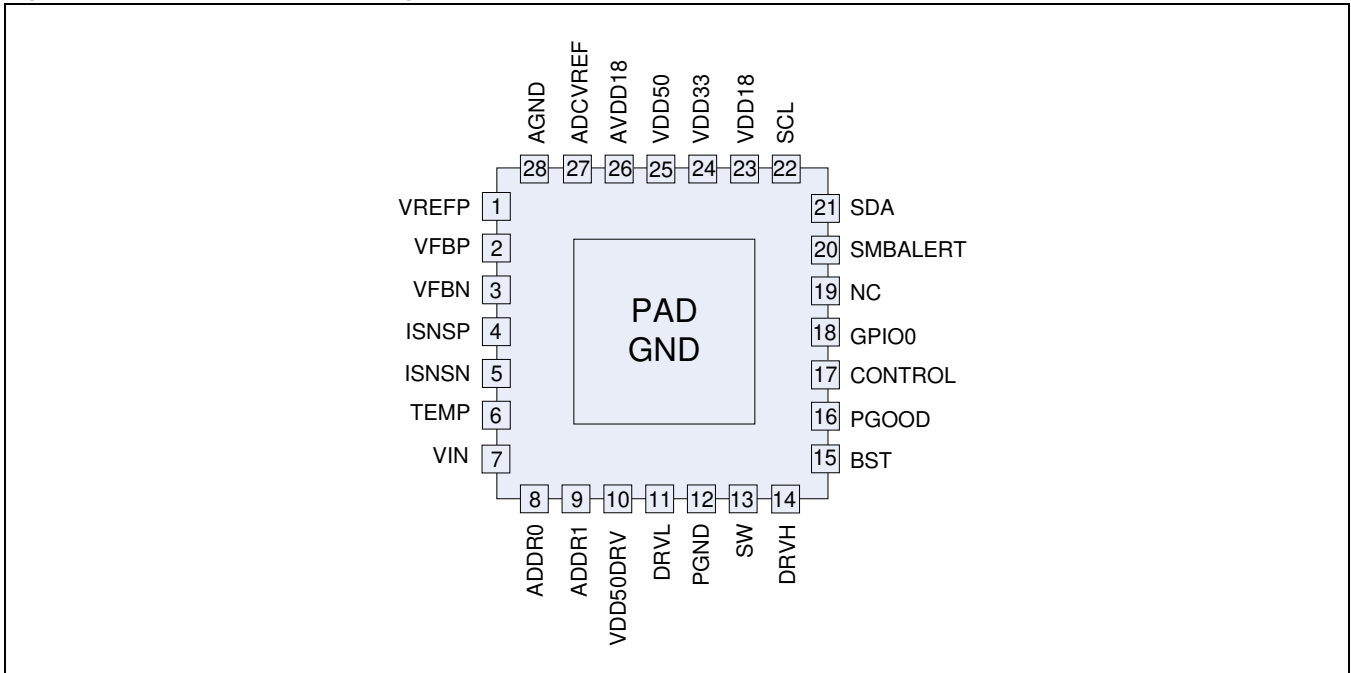 AGND
ADCVREF
AVDD18
VDD50
VDD33
VDD18
SCL
28 27 26 25 24 23 22
VREFP 1
VFBP 2
VFBN 3
ISNSP 4
ISNSN 5
TEMP 6
VIN 7
PAD
GND
21 SDA
20 SMBALERT
19 NC
18 GPIO0
17 CONTROL
16 PGOOD
15 BST
8 9 10 11 12 13 14
ADDR0
ADDR1
VDD50DRV
DRVL
PGND
SW
DRVH